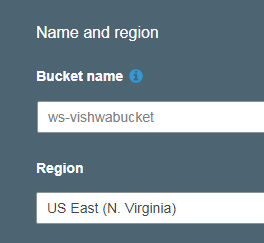 Name and region
Bucket name
ws-vishwabucket
Region
US East (N. Virginia)